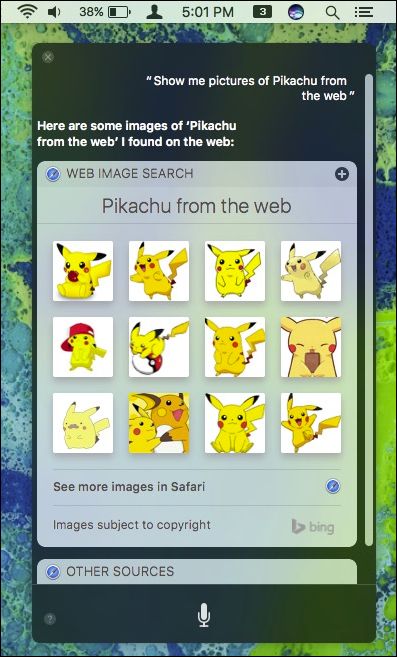 38% 5:01 PM 3
“Show me pictures of Pikachu from
the web”
Here are some images of ‘Pikachu
from the web’ I found on the web:
WEB IMAGE SEARCH
Pikachu from the web
See more images in Safari
Images subject to copyright bing
OTHER SOURCES
?